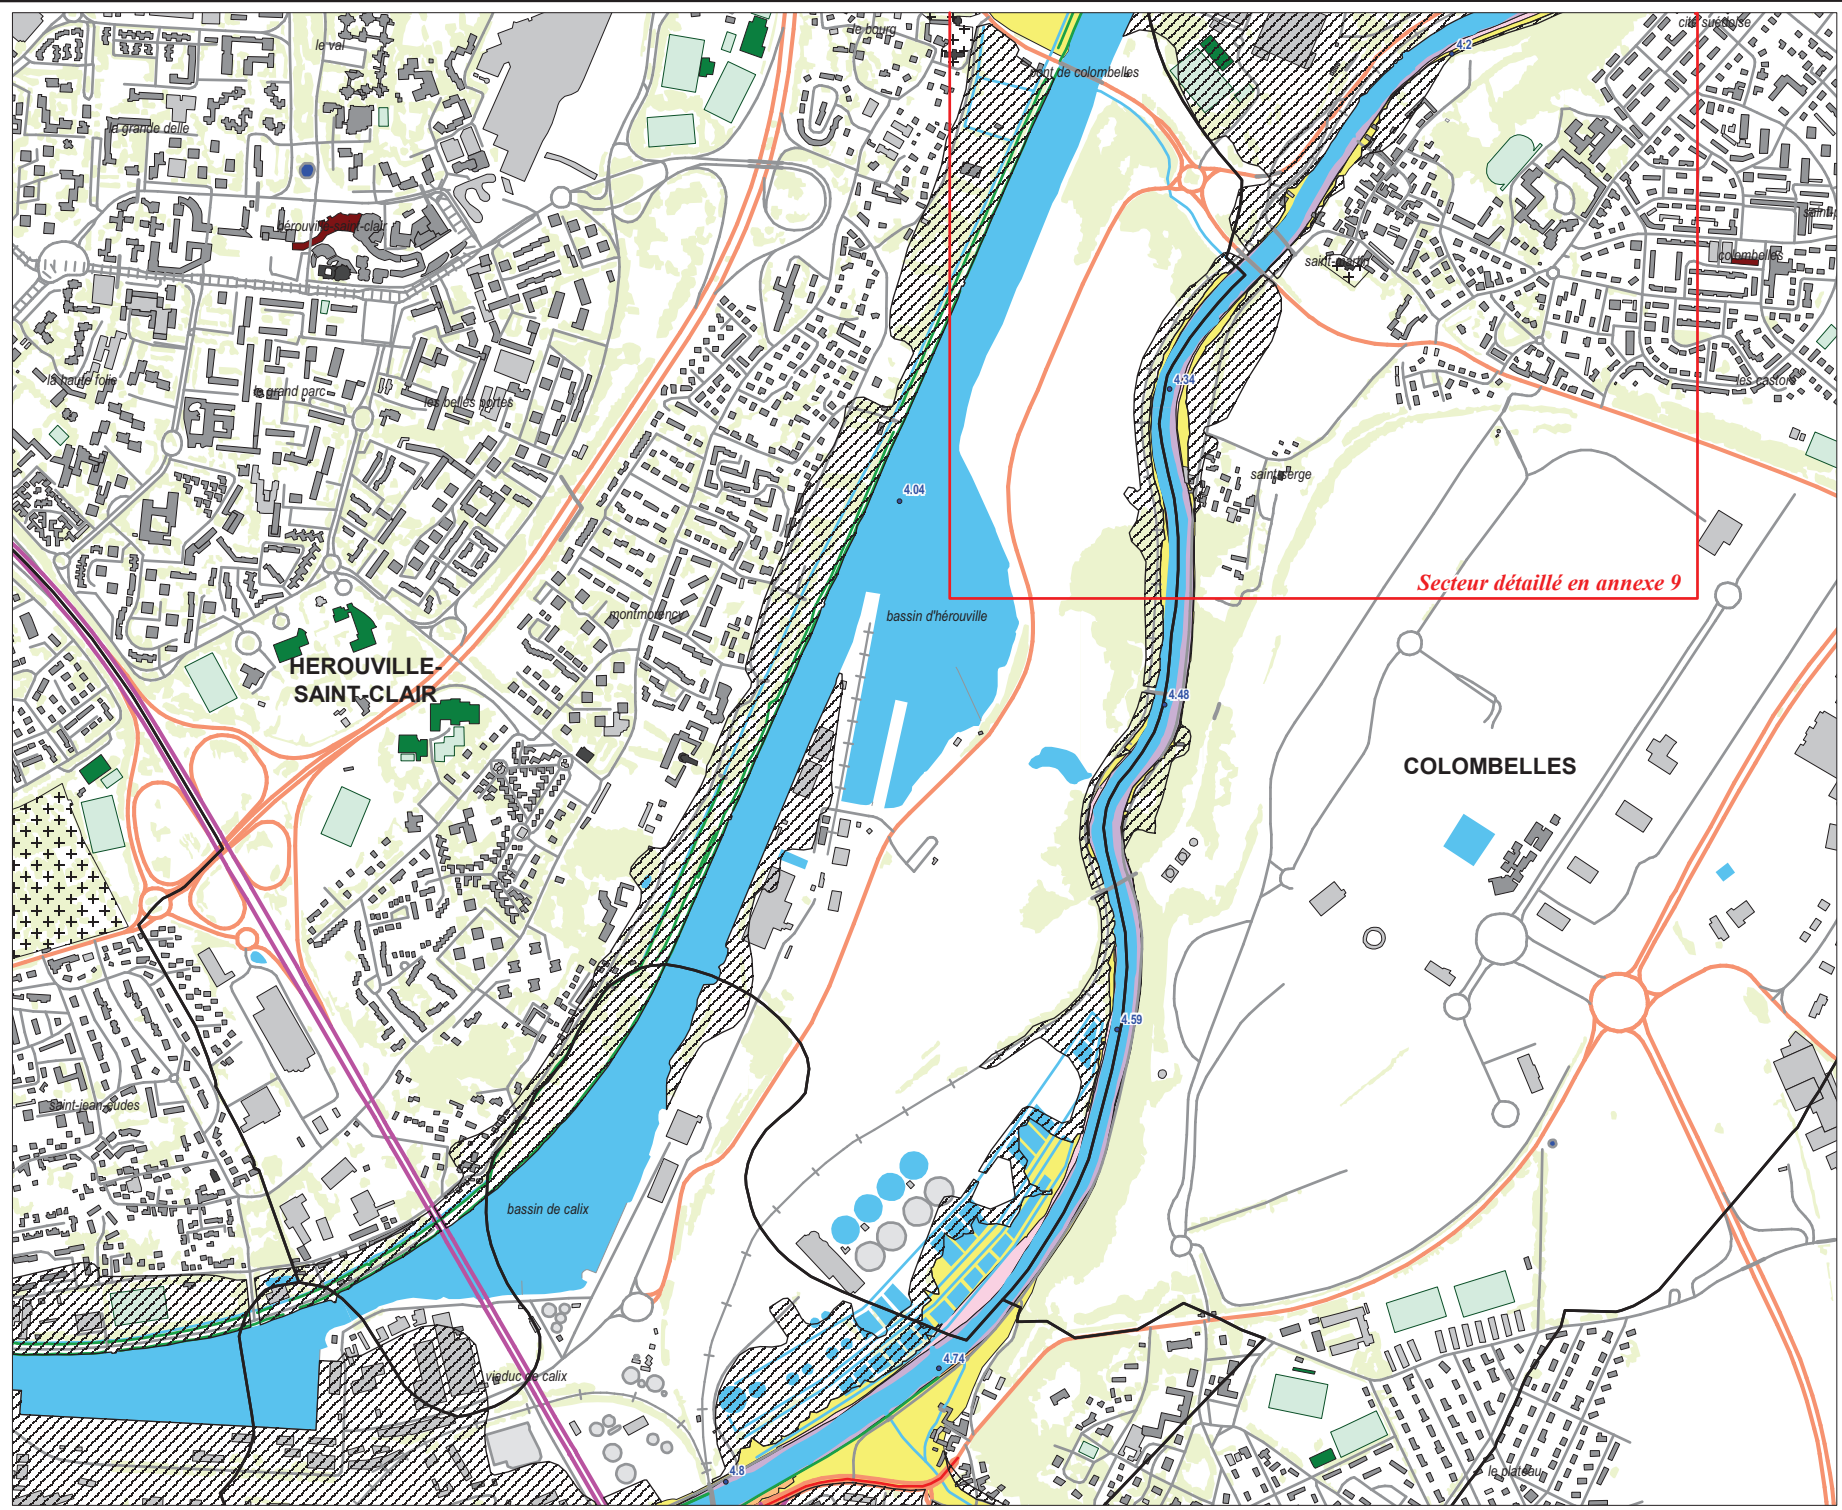 le val
le bourg
pont de colombelles
4.2
cité suédoise
la grande delle
hérouville-saint-clair
saint-martin
colombelles
la haute folie
le grand parc
les belles portes
4.34
les castors
4.04
saint-serge
Secteur détaillé en annexe 9
montmorency
bassin d'hérouville
HEROUVILLE-
SAINT-CLAIR
4.48
COLOMBELLES
4.59
saint-jean-eudes
bassin de calix
4.74
viaduc de calix
4.8
le plateau